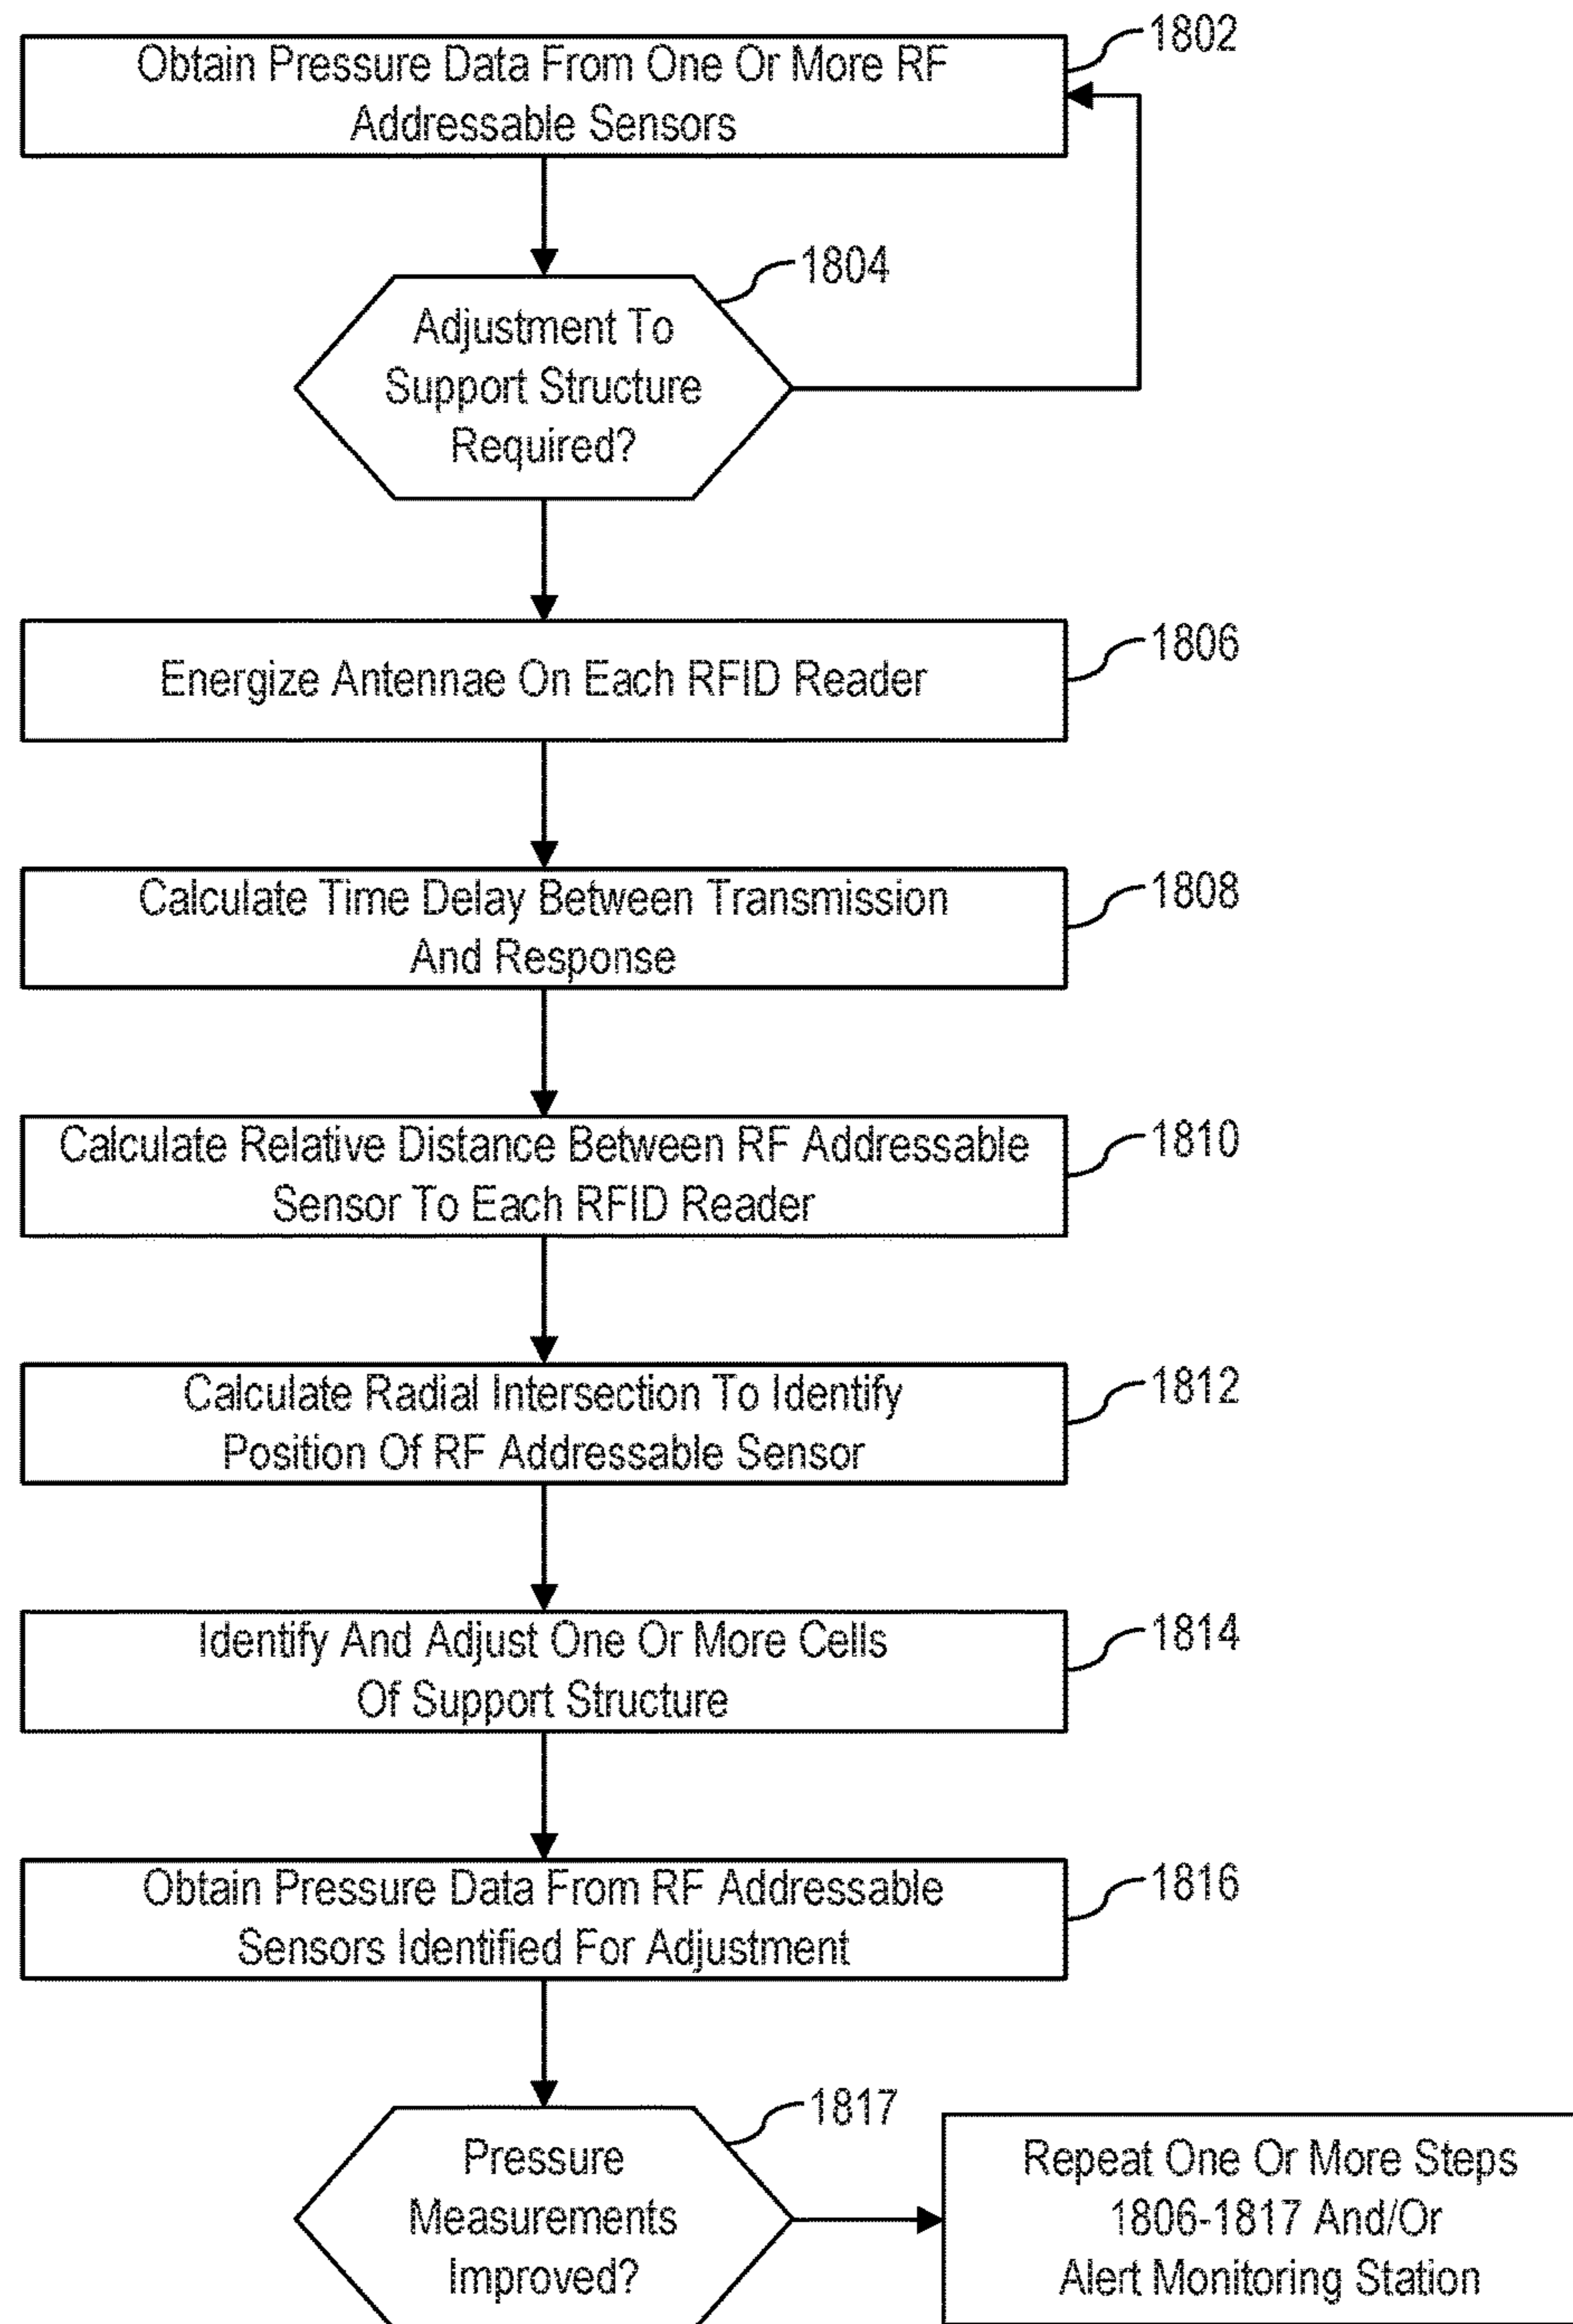 1802
Obtain Pressure Data From One Or More RF
Addressable Sensors
1804
Adjustment To
Support Structure
Required?
1806
Energize Antennae On Each RFID Reader
1808
Calculate Time Delay Between Transmission
And Response
1810
Calculate Relative Distance Between RF Addressable
Sensor To Each RFID Reader
1812
Calculate Radial Intersection To Identify
Position Of RF Addressable Sensor
1814
Identify And Adjust One Or More Cells
Of Support Structure
1816
Obtain Pressure Data From RF Addressable
Sensors Identified For Adjustment
1817
Pressure
Measurements
Improved?
Repeat One Or More Steps
1806-1817 And/Or
Alert Monitoring Station